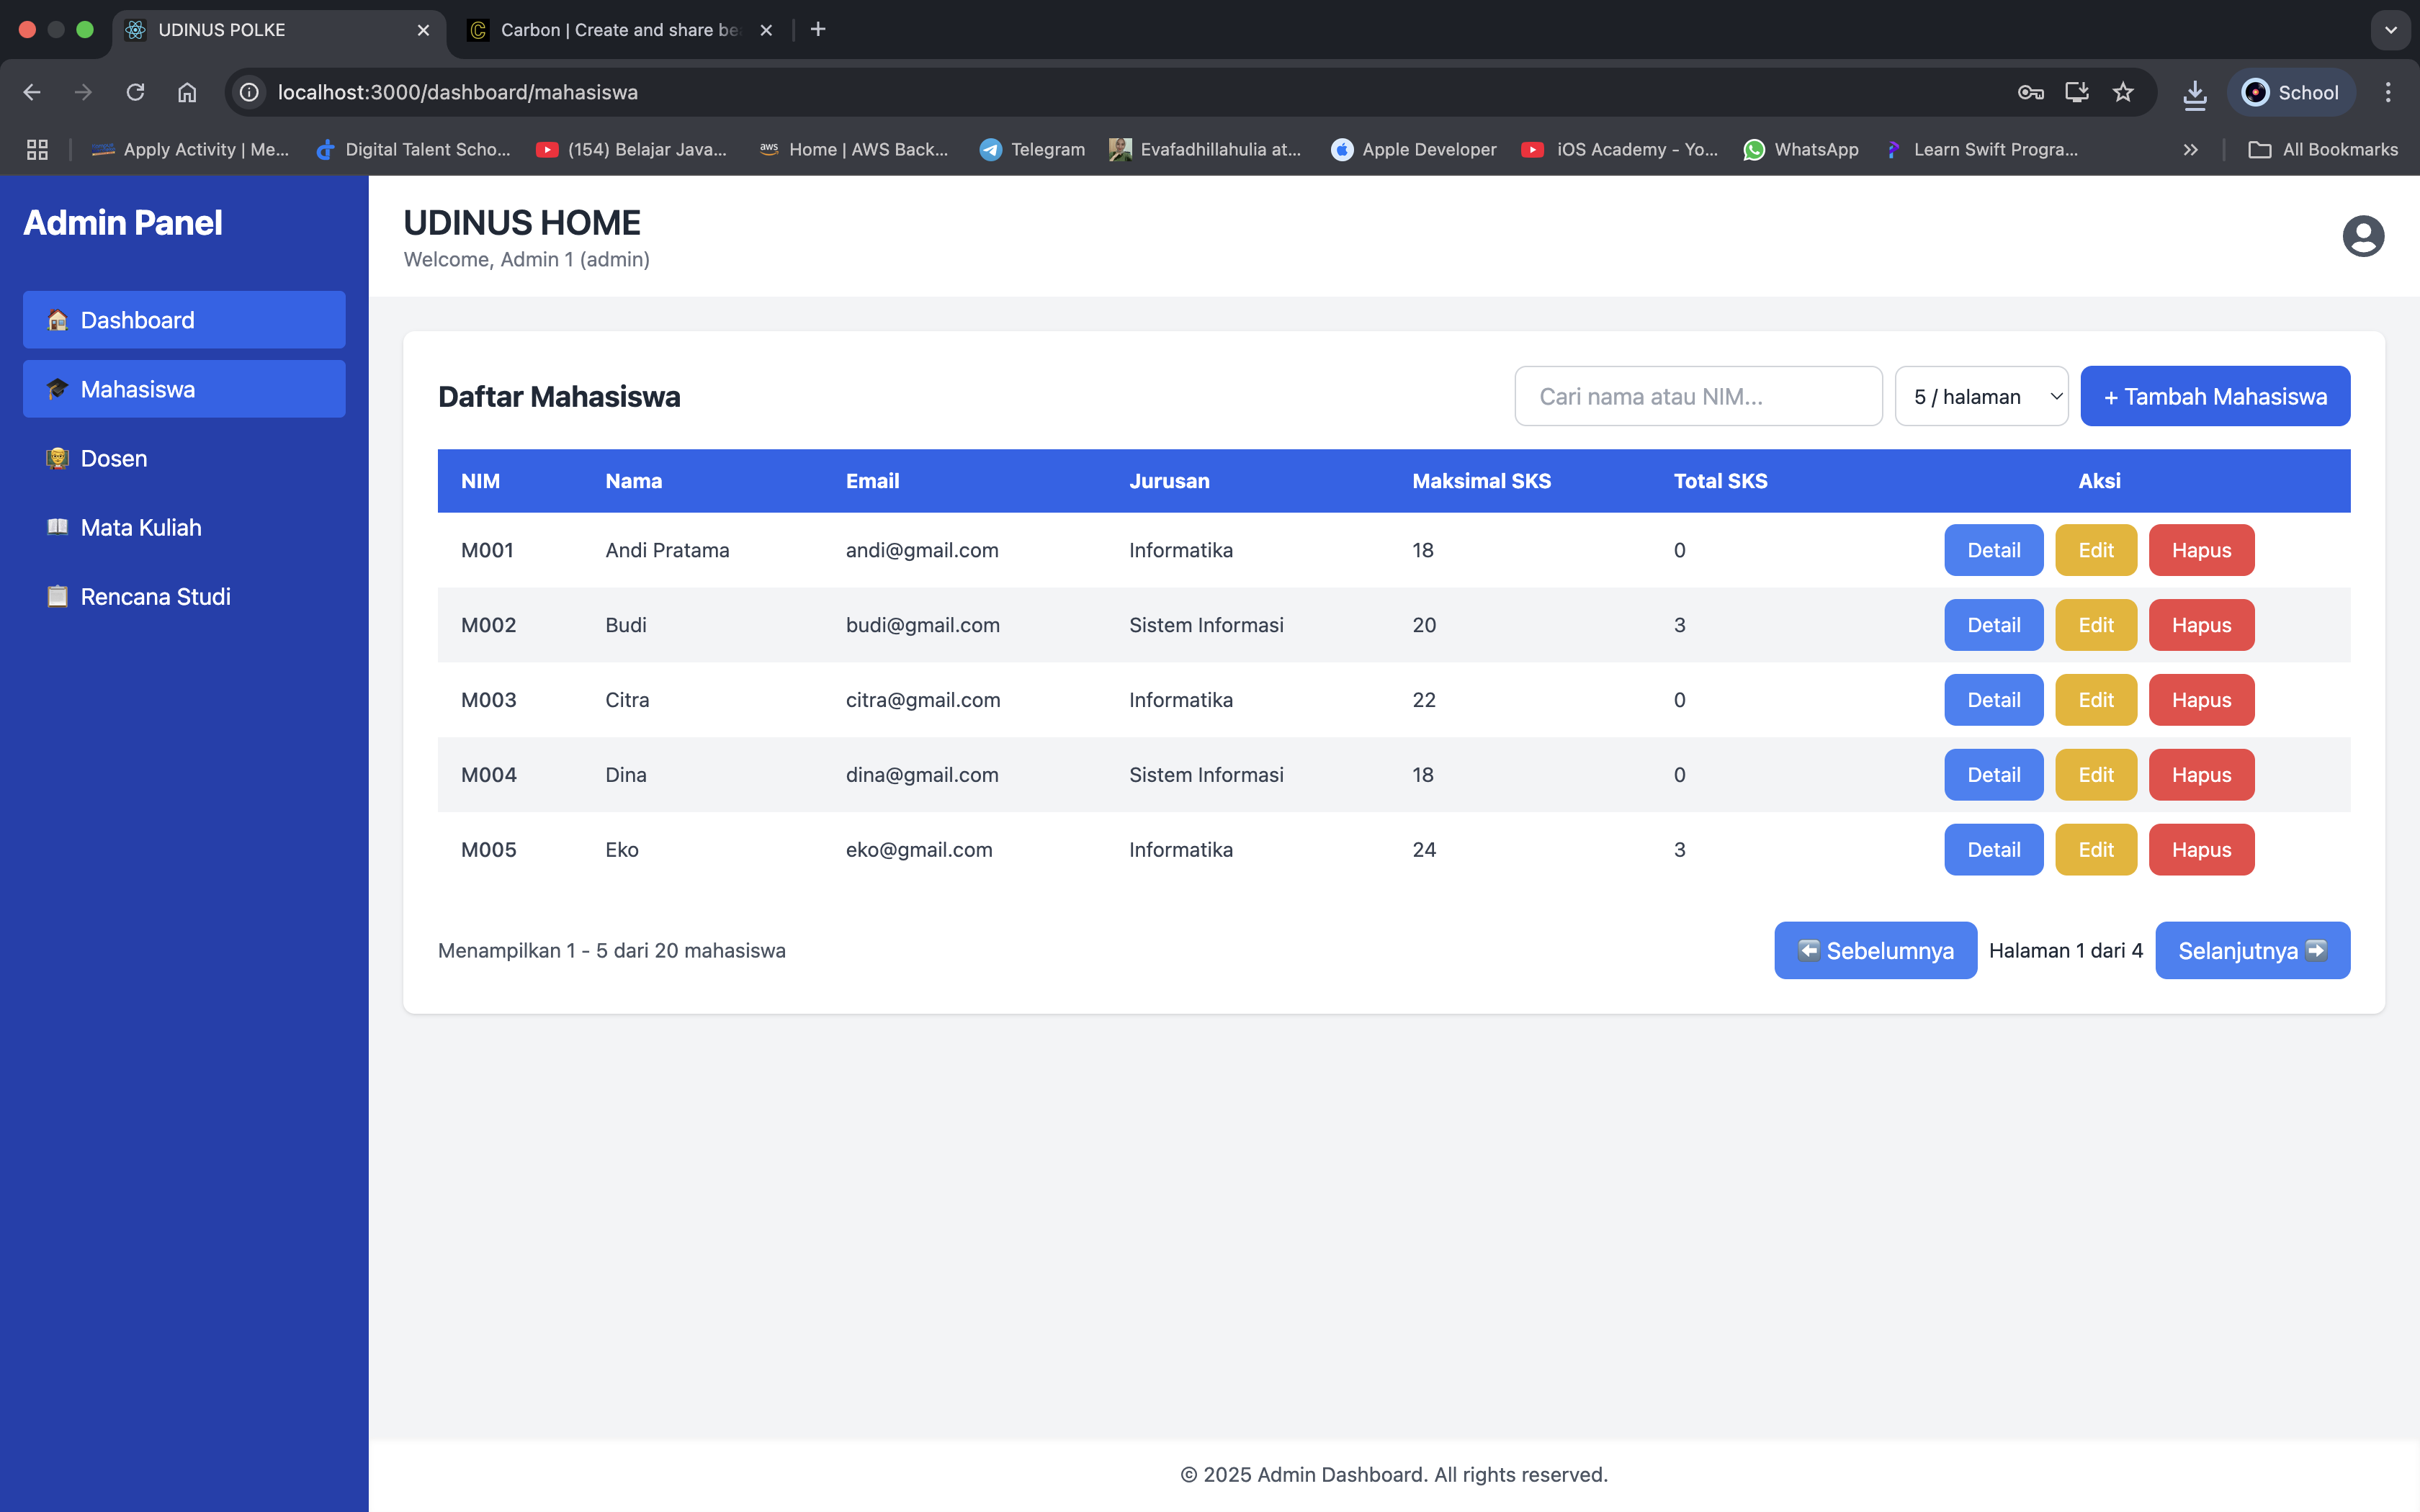 UDINUS POLKE
Carbon | Create and share be
localhost:3000/dashboard/mahasiswa
School
Apply Activity | Me...
Digital Talent Scho...
(154) Belajar Java...
aws
Home | AWS Back...
Telegram
Evafadhillahulia at...
Apple Developer
iOS Academy - Yo...
WhatsApp
Learn Swift Progra...
All Bookmarks
Admin Panel
Dashboard
Mahasiswa
Dosen
Mata Kuliah
Rencana Studi
UDINUS HOME
Welcome, Admin 1 (admin)
Daftar Mahasiswa
Cari nama atau NIM...
5 / halaman
+ Tambah Mahasiswa
NIM Nama Email Jurusan Maksimal SKS Total SKS Aksi
M001 Andi Pratama andi@gmail.com Informatika 18 0 Detail Edit Hapus
M002 Budi budi@gmail.com Sistem Informasi 20 3 Detail Edit Hapus
M003 Citra citra@gmail.com Informatika 22 0 Detail Edit Hapus
M004 Dina dina@gmail.com Sistem Informasi 18 0 Detail Edit Hapus
M005 Eko eko@gmail.com Informatika 24 3 Detail Edit Hapus
Menampilkan 1 - 5 dari 20 mahasiswa
⬅️ Sebelumnya
Halaman 1 dari 4
Selanjutnya ➡️
© 2025 Admin Dashboard. All rights reserved.